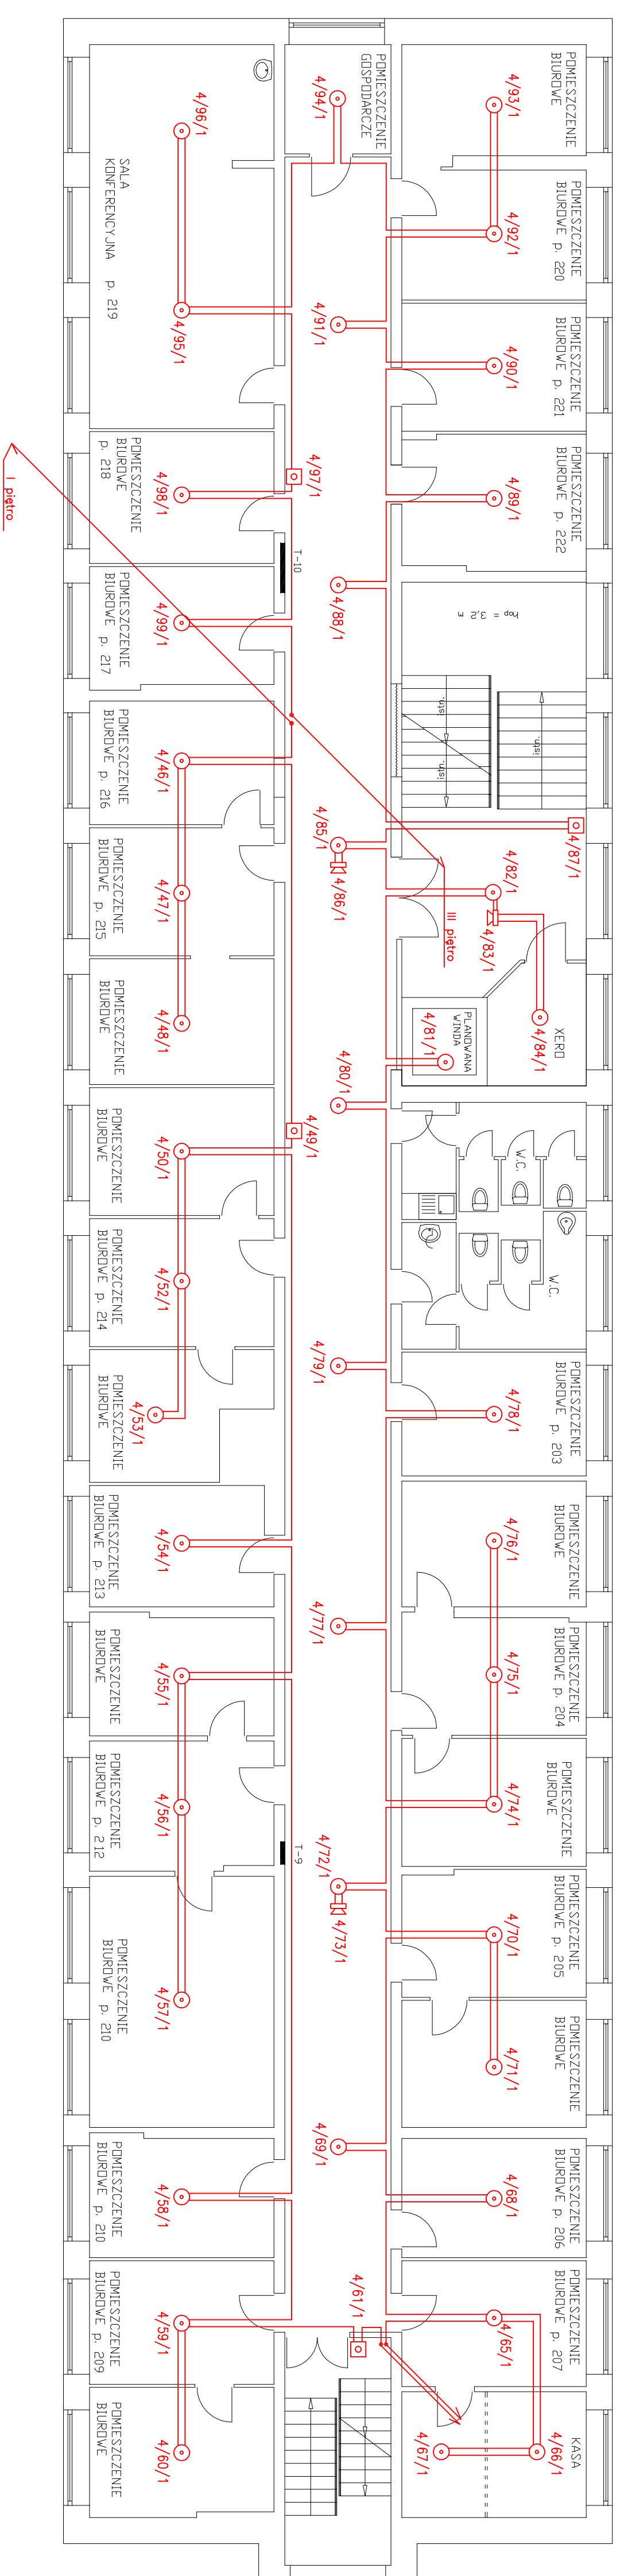 POMIESZCZENIE
BIUROWE
4/93/1
POMIESZCZENIE
GOSPODARCZE
4/94/1
4/96/1
SALA
KONFERENCYJNA p. 219
4/95/1
POMIESZCZENIE
BIUROWE p. 220
4/92/1
4/91/1
POMIESZCZENIE
BIUROWE p. 221
4/90/1
POMIESZCZENIE
BIUROWE p. 222
4/89/1
4/97/1
POMIESZCZENIE
BIUROWE
p. 218
4/98/1
I piętro
T-10
4/88/1
POMIESZCZENIE
BIUROWE p. 217
4/99/1
hop = 3,2 m
istn.
istn.
istn.
POMIESZCZENIE
BIUROWE p. 216
4/46/1
4/87/1
4/85/1
4/86/1
4/82/1
4/83/1
III piętro
POMIESZCZENIE
BIUROWE p. 215
4/47/1
XERO
4/84/1
PLANOWANA
WINDA
4/81/1
4/80/1
POMIESZCZENIE
BIUROWE
4/48/1
4/49/1
POMIESZCZENIE
BIUROWE
4/50/1
W.C.
W.C.
POMIESZCZENIE
BIUROWE p. 214
4/52/1
POMIESZCZENIE
BIUROWE
4/53/1
4/79/1
POMIESZCZENIE
BIUROWE p. 203
4/78/1
POMIESZCZENIE
BIUROWE p. 213
4/54/1
POMIESZCZENIE
BIUROWE
4/76/1
4/77/1
POMIESZCZENIE
BIUROWE p. 204
4/75/1
POMIESZCZENIE
BIUROWE
4/55/1
POMIESZCZENIE
BIUROWE
4/74/1
POMIESZCZENIE
BIUROWE p. 212
4/56/1
T-9
4/72/1
4/73/1
POMIESZCZENIE
BIUROWE p. 205
4/70/1
POMIESZCZENIE
BIUROWE p. 210
4/57/1
POMIESZCZENIE
BIUROWE
4/71/1
4/69/1
POMIESZCZENIE
BIUROWE p. 206
4/68/1
POMIESZCZENIE
BIUROWE p. 210
4/58/1
POMIESZCZENIE
BIUROWE p. 207
4/65/1
4/61/1
POMIESZCZENIE
BIUROWE p. 209
4/59/1
KASA
4/66/1
4/67/1
POMIESZCZENIE
BIUROWE
4/60/1